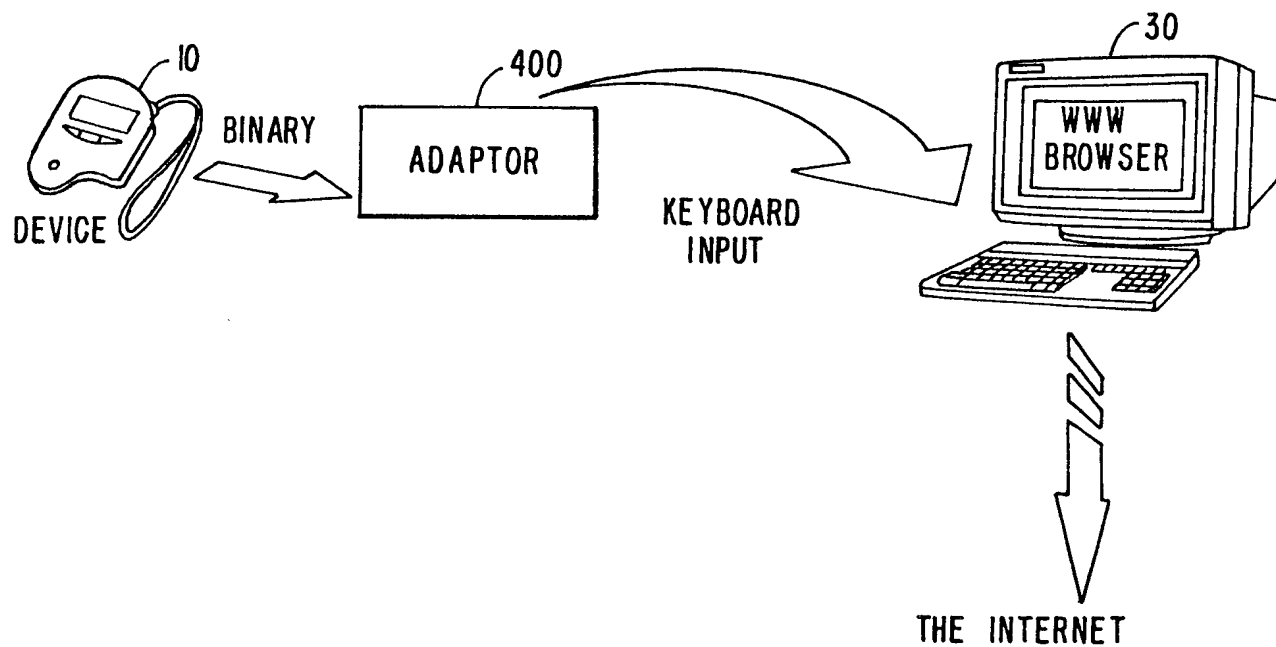 10
400
30
BINARY
ADAPTOR
WWW
BROWSER
DEVICE
KEYBOARD
INPUT
THE INTERNET